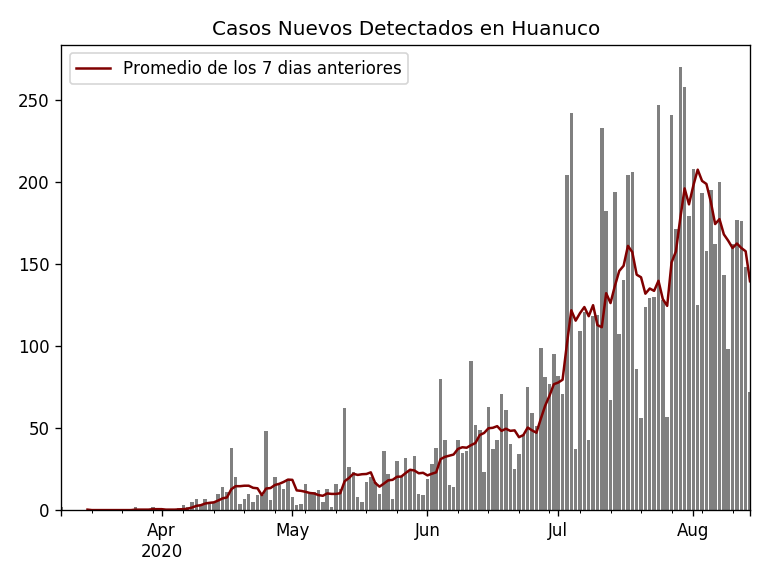 Casos Nuevos Detectados en Huanuco
Promedio de los 7 dias anteriores
250
200
150
100
50
0
Apr
May
Jun
Jul
Aug
2020